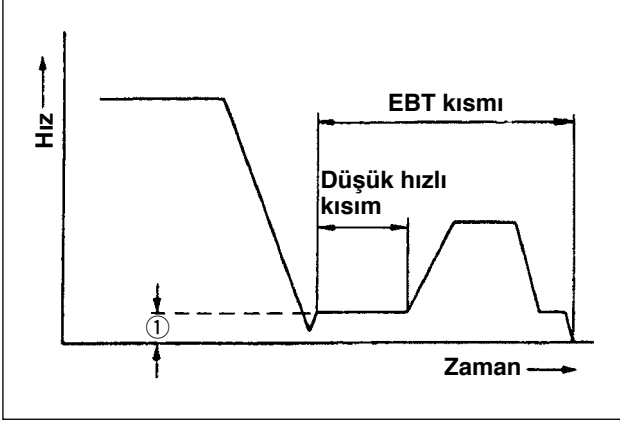 Hız
EBT kısmı
Düşük hızlı
kısım
①
Zaman